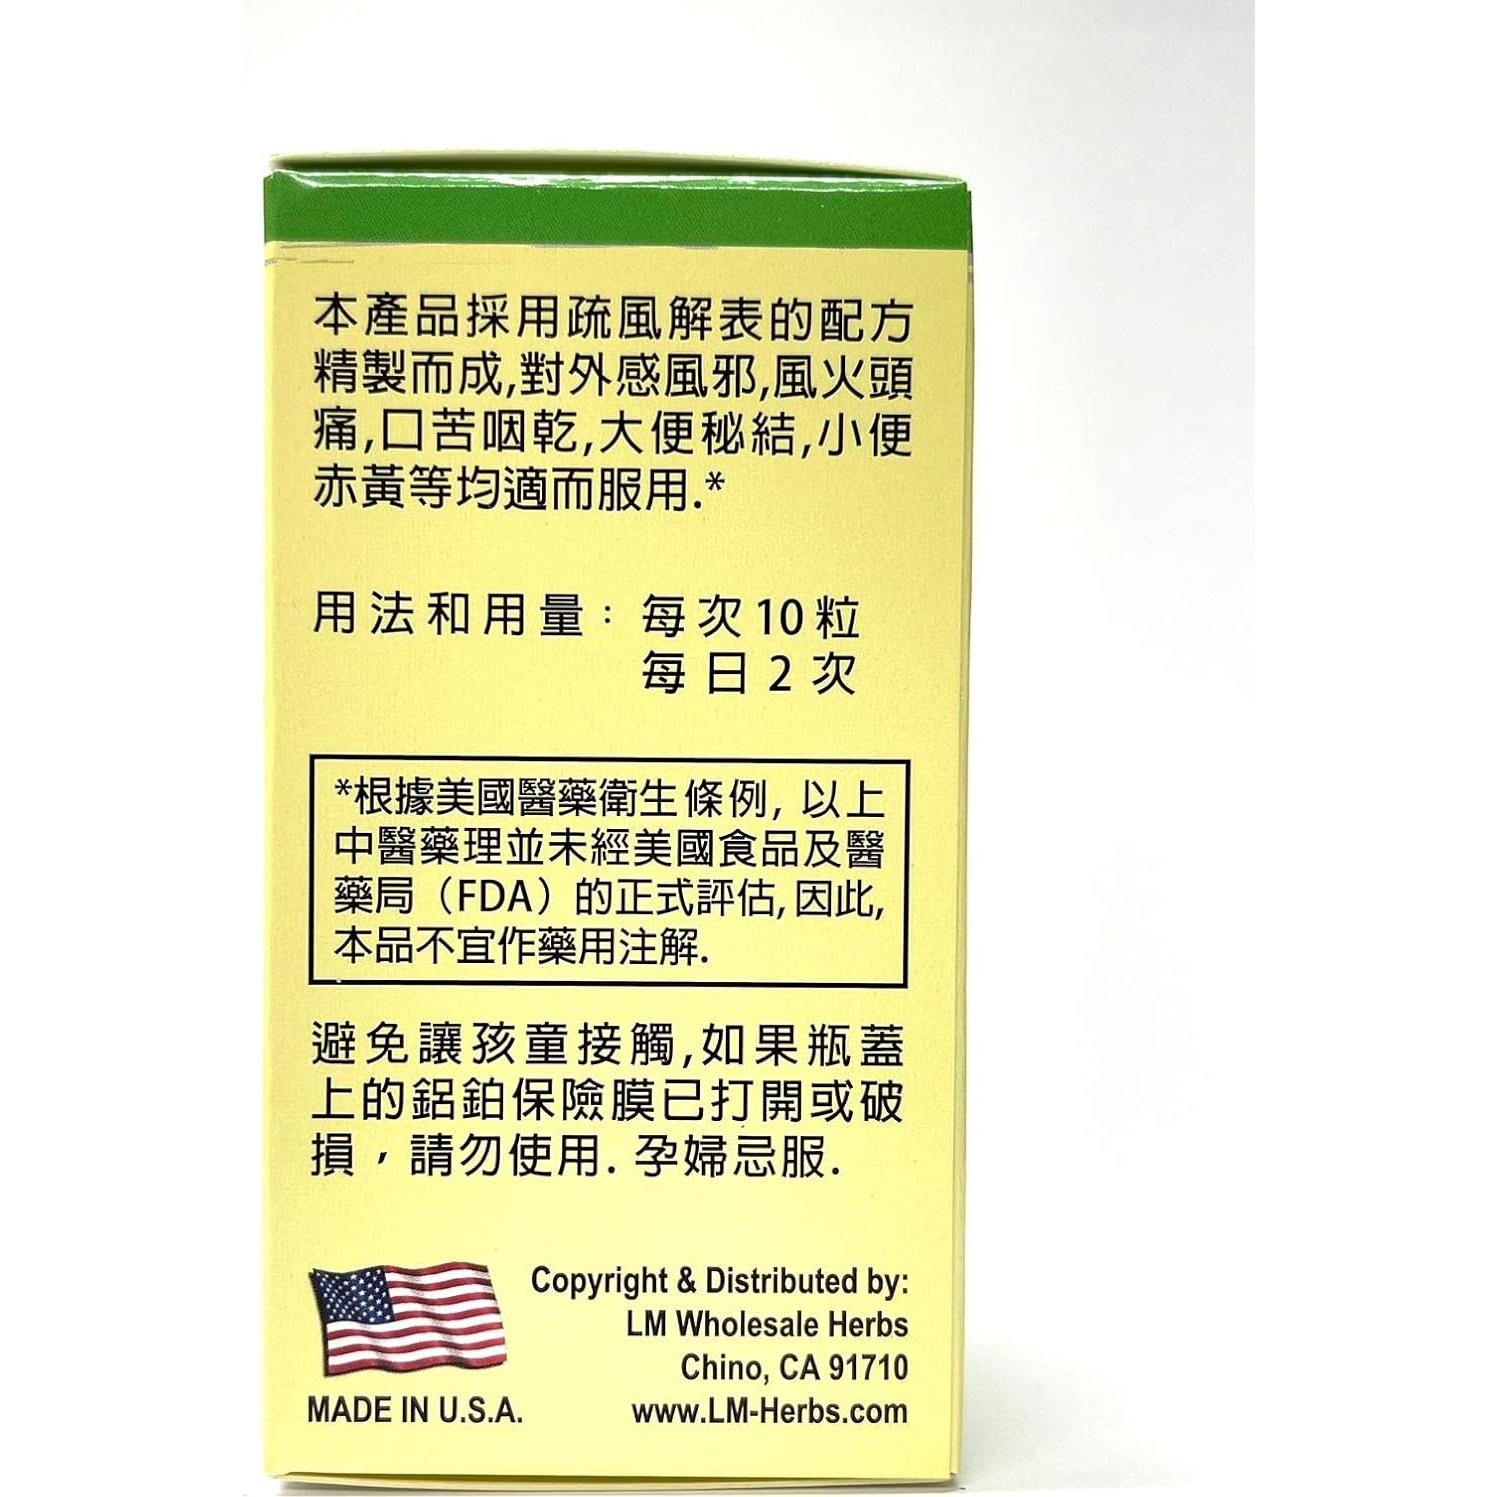 本產品採用疏風解表的配方
精製而成,對外感風邪,風火頭
痛,口苦咽乾,大便秘結,小便
赤黃等均適而服用.*
用法和用量：每次10粒
每日2次
*根據美國醫藥衛生條例,以上
中醫藥理並未經美國食品及醫
藥局（FDA）的正式評估,因此,
本品不宜作藥用注解.
避免讓孩童接觸,如果瓶蓋
上的鋁鉑保險膜已打開或破
損，請勿使用.孕婦忌服.
Copyright & Distributed by:
LM Wholesale Herbs
Chino, CA 91710
MADE IN U.S.A.
www.LM-Herbs.com